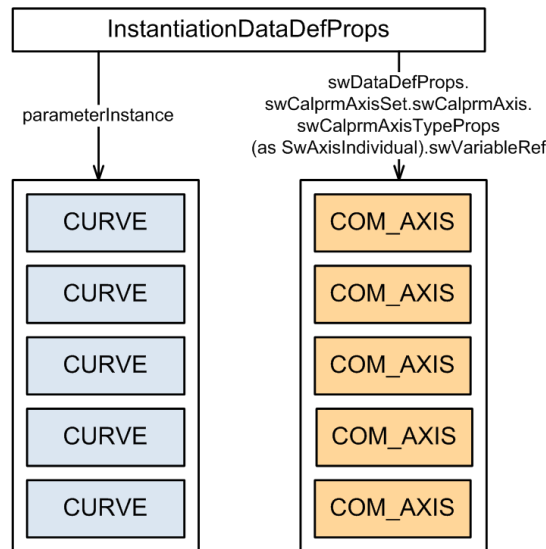 InstantiationDataDefProps
parameterInstance
swDataDefProps.
swCalprmAxisSet.swCalprmAxis.
swCalprmAxisTypeProps
(as SwAxisIndividual).swVariableRef
CURVE
CURVE
CURVE
CURVE
CURVE
COM_AXIS
COM_AXIS
COM_AXIS
COM_AXIS
COM_AXIS